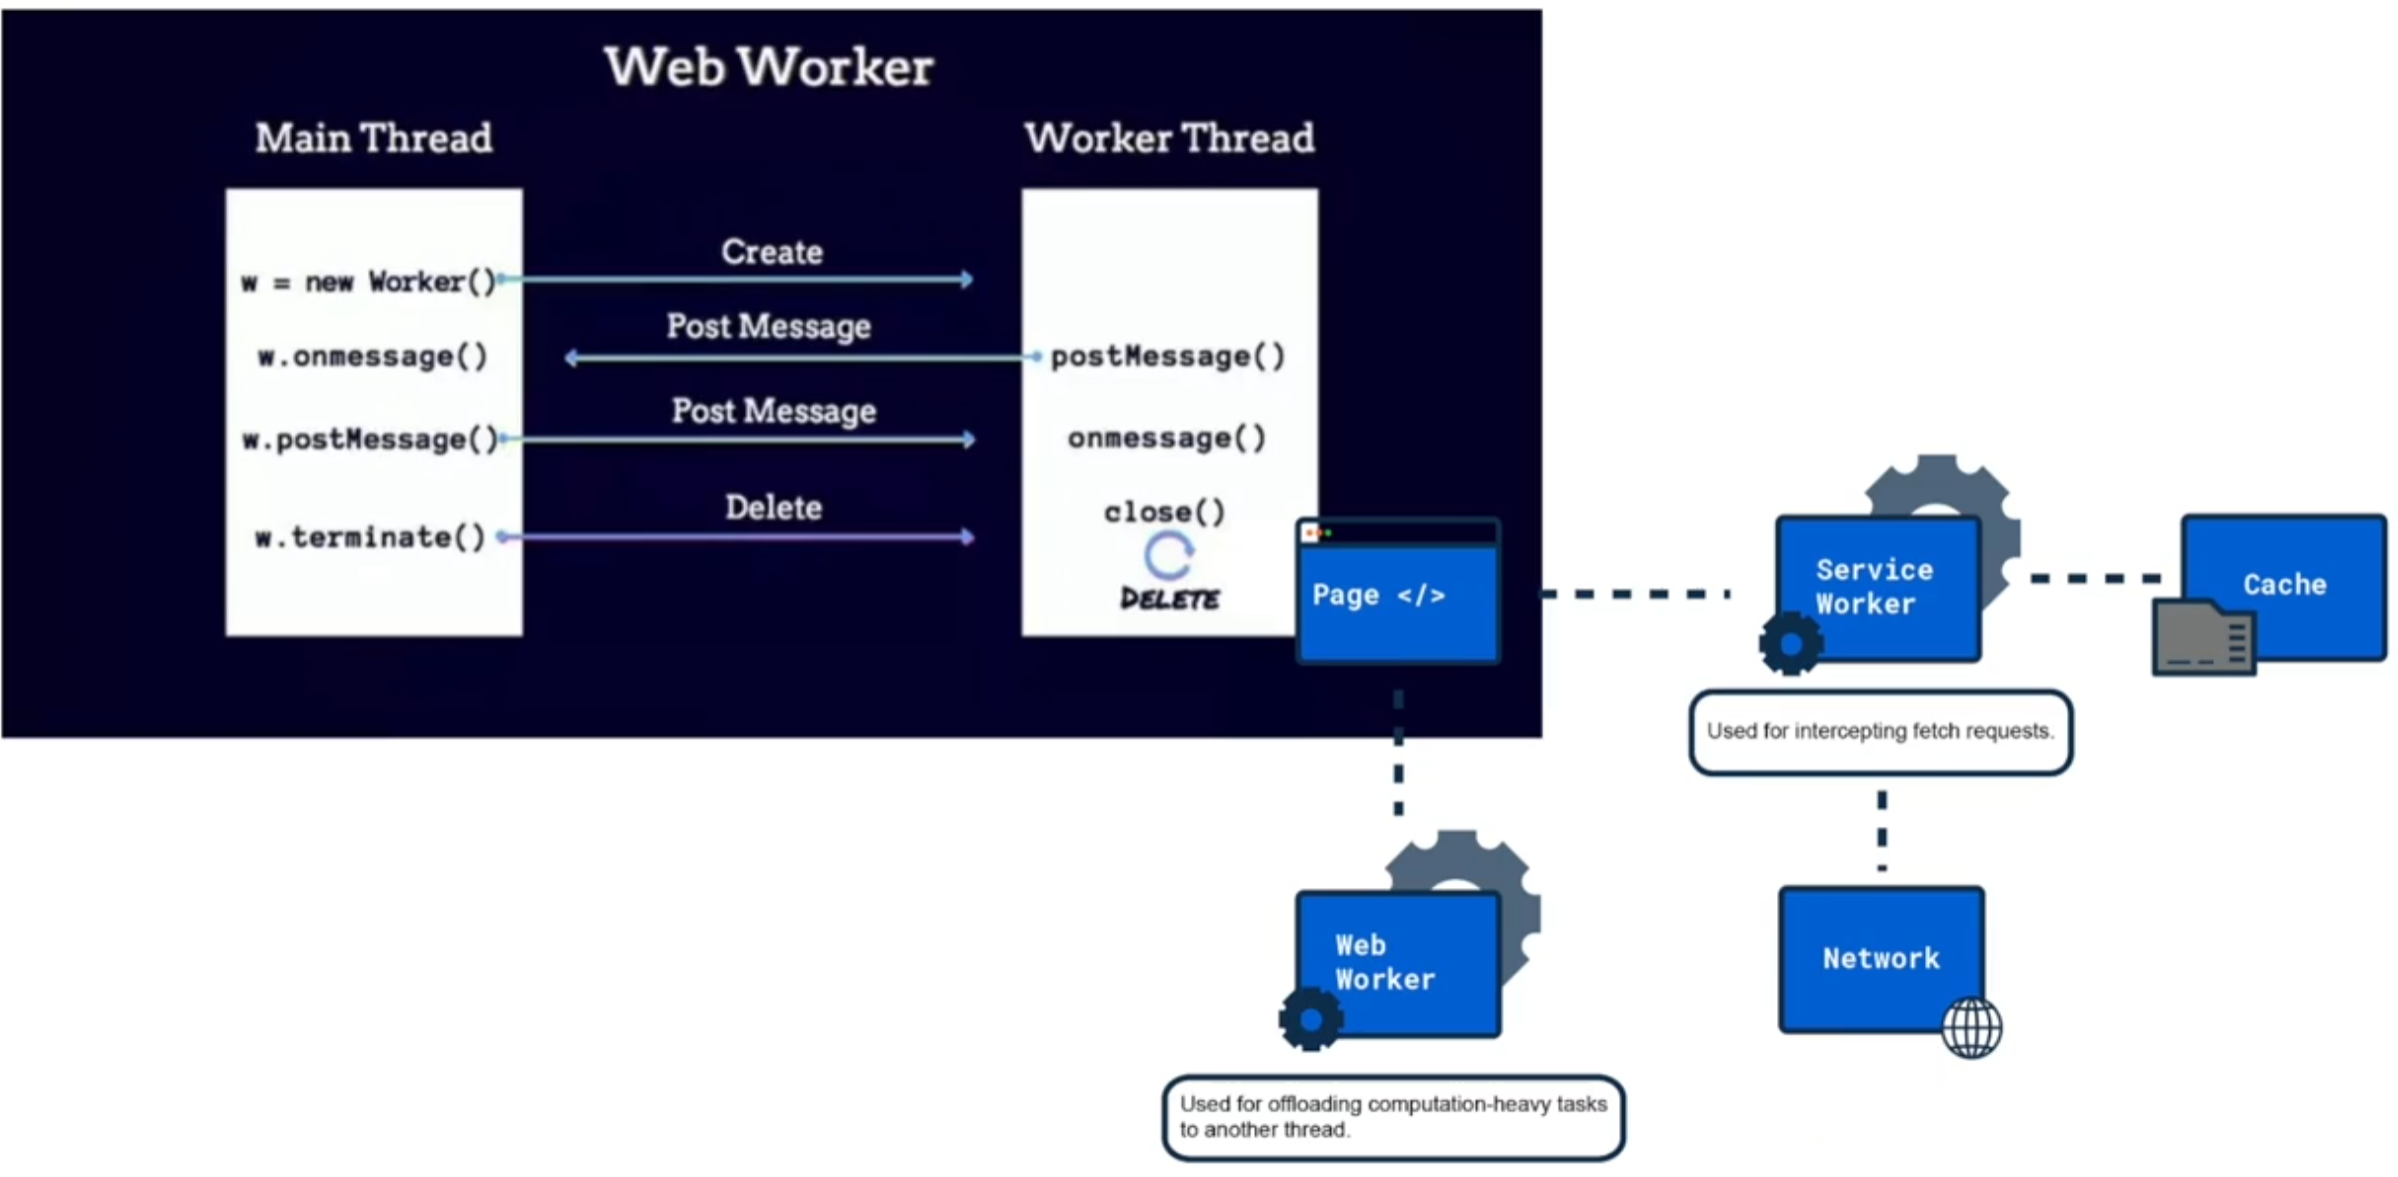 Web Worker
Main Thread
Worker Thread
w = new Worker()
Create
w.onmessage()
Post Message
postMessage()
w.postMessage()
Post Message
onmessage()
w.terminate()
Delete
close()
DELETE
Page </>
Service
Worker
Cache
Used for intercepting fetch requests.
Web
Worker
Network
Used for offloading computation-heavy tasks
to another thread.